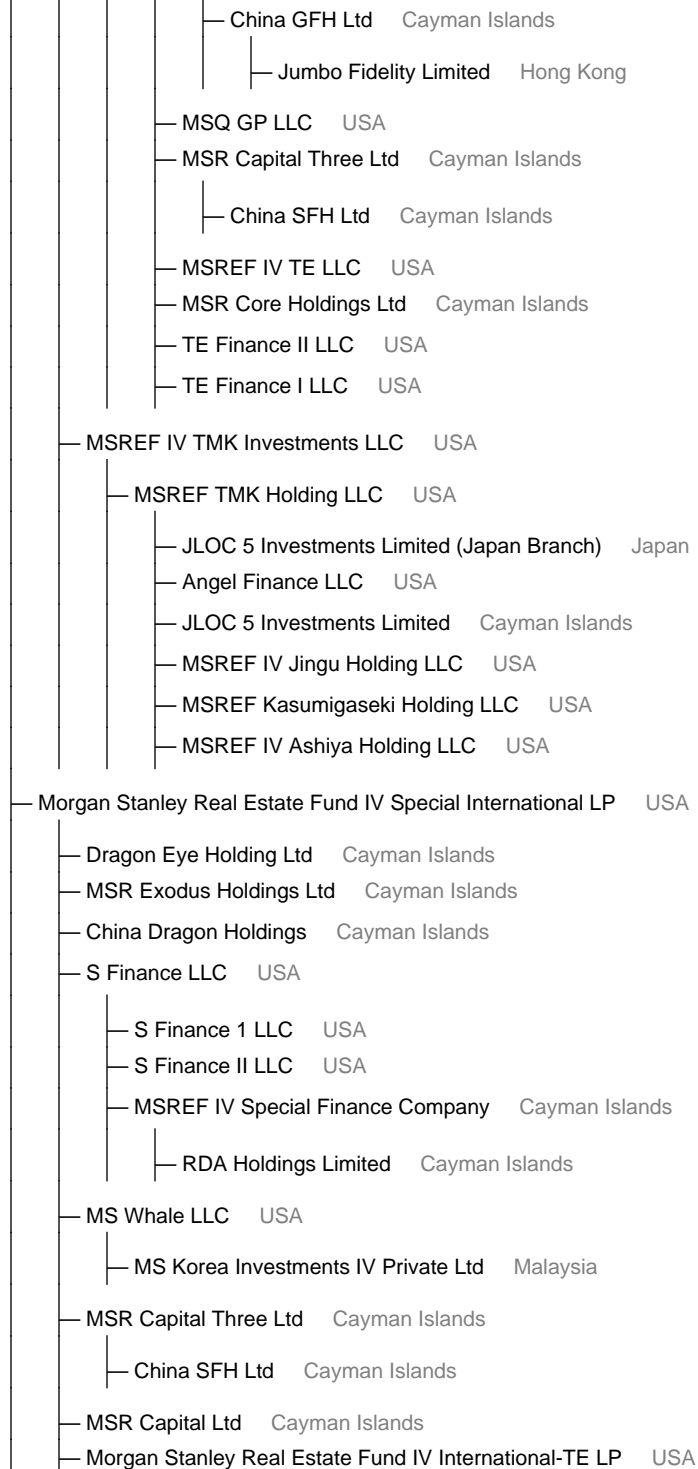 China GFH Ltd Cayman Islands
Jumbo Fidelity Limited Hong Kong
MSQ GP LLC USA
MSR Capital Three Ltd Cayman Islands
China SFH Ltd Cayman Islands
MSREF IV TE LLC USA
MSR Core Holdings Ltd Cayman Islands
TE Finance II LLC USA
TE Finance I LLC USA
MSREF IV TMK Investments LLC USA
MSREF TMK Holding LLC USA
JLOC 5 Investments Limited (Japan Branch) Japan
Angel Finance LLC USA
JLOC 5 Investments Limited Cayman Islands
MSREF IV Jingu Holding LLC USA
MSREF Kasumigaseki Holding LLC USA
MSREF IV Ashiya Holding LLC USA
Morgan Stanley Real Estate Fund IV Special International LP USA
Dragon Eye Holding Ltd Cayman Islands
MSR Exodus Holdings Ltd Cayman Islands
China Dragon Holdings Cayman Islands
S Finance LLC USA
S Finance 1 LLC USA
S Finance II LLC USA
MSREF IV Special Finance Company Cayman Islands
RDA Holdings Limited Cayman Islands
MS Whale LLC USA
MS Korea Investments IV Private Ltd Malaysia
MSR Capital Three Ltd Cayman Islands
China SFH Ltd Cayman Islands
MSR Capital Ltd Cayman Islands
Morgan Stanley Real Estate Fund IV International-TE LP USA